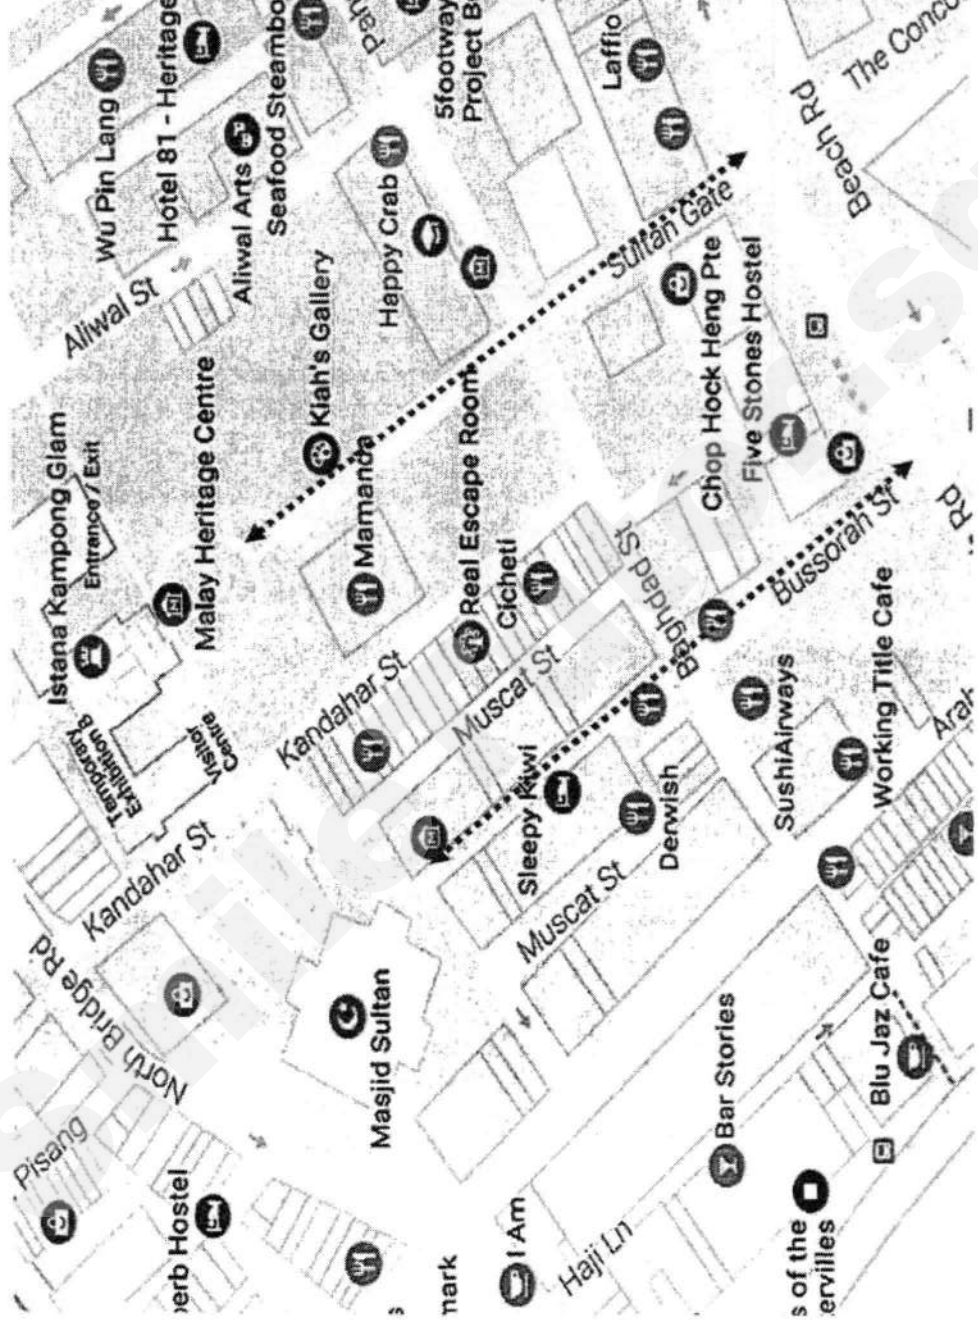 Wu Pin Lang
Hotel 81 - Heritage
Aliwal Arts
Seafood Steambo
5footway
Project B
Laffio
The Conco
Beach Rd
Aliwal St
Kiah's Gallery
Happy Crab
Sultan Gate
Istana Kampong Glam
Entrance / Exit
Malay Heritage Centre
Mamanda
Real Escape Room
Cicheti
Chop Hock Heng Pte
Five Stones Hostel
Temporary
Exhibition B
Visitor
Centre
Kandahar St
Muscat St
Baghdad St
Bussorah St
Rd
Kandahar St
Sleepy Kiwi
Derwish
SushiAirways
Working Title Cafe
North Bridge Rd
Muscat St
Pisang
Masjid Sultan
Bar Stories
Blu Jaz Cafe
perb Hostel
mark
I Am
Haji Ln
s of the
ervilles